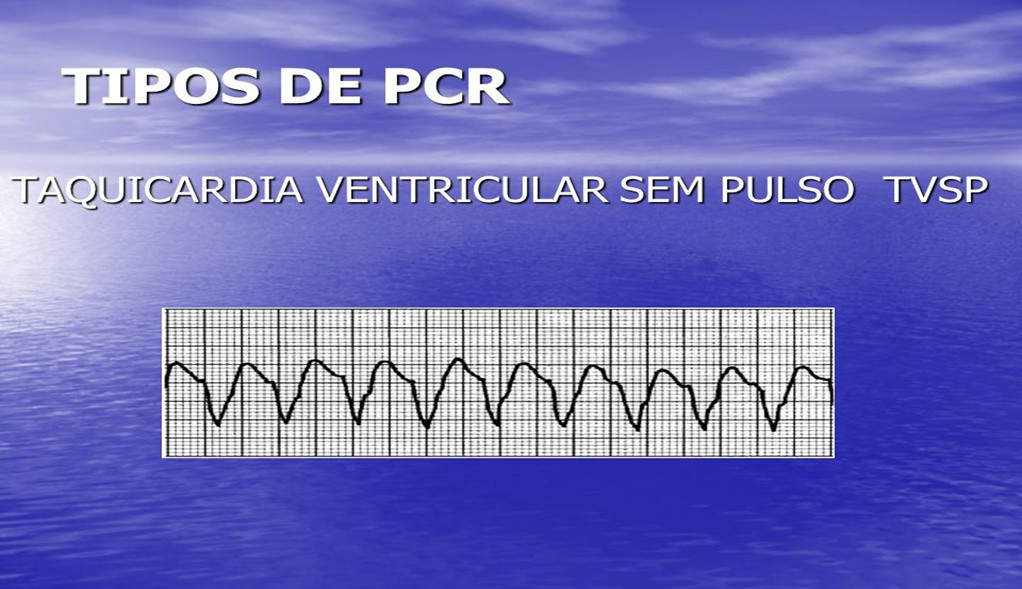 TIPOS DE PCR
TAQUICARDIA VENTRICULAR SEM PULSO TVSP